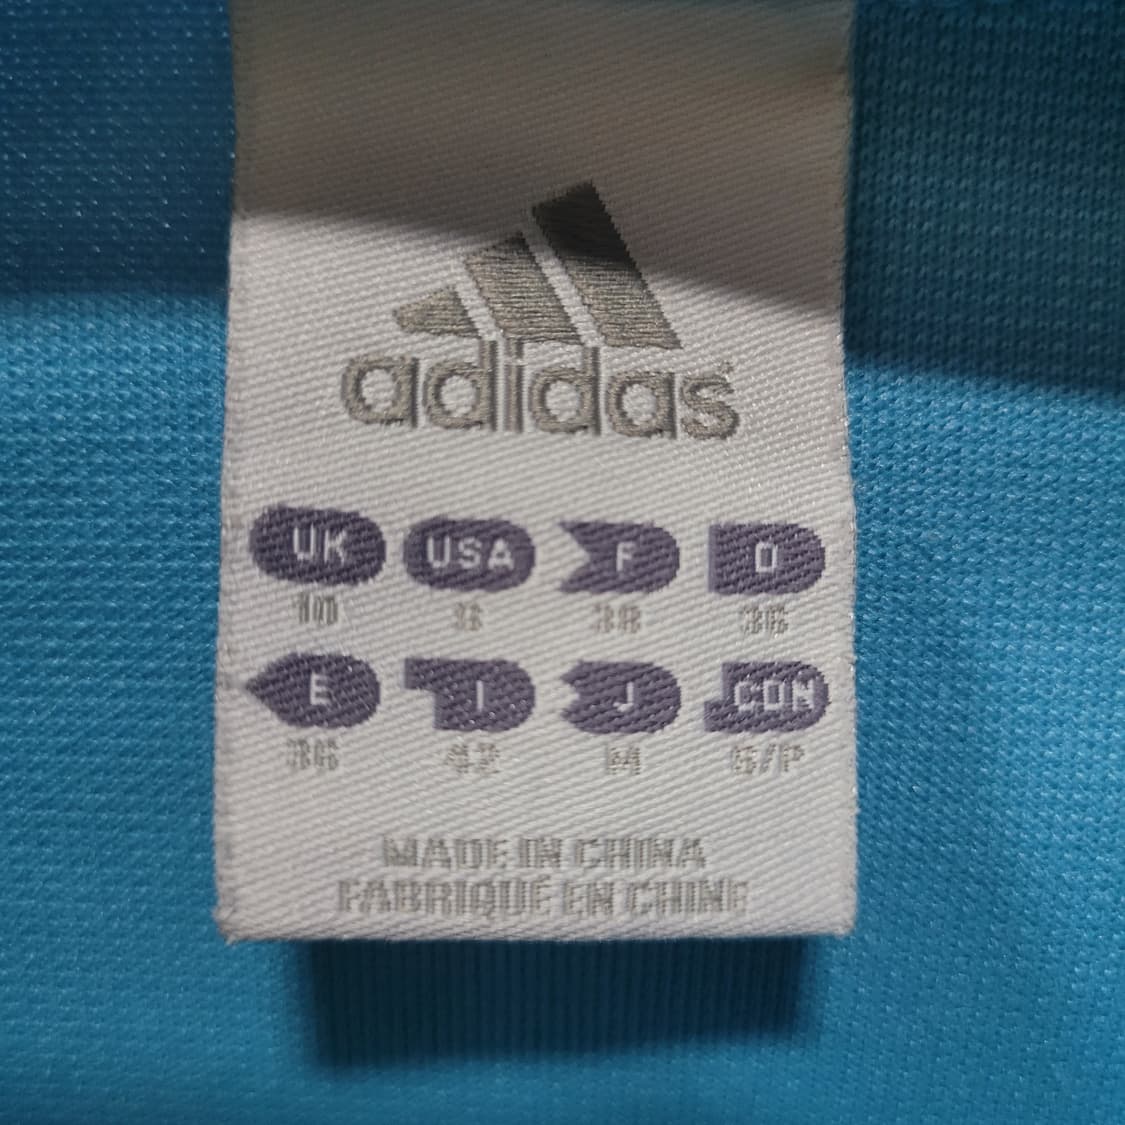 adidas
UK USA F D
10 S 38 36
E I J CDN
36 42 M S/P
MADE IN CHINA
FABRIQUÉ EN CHINE